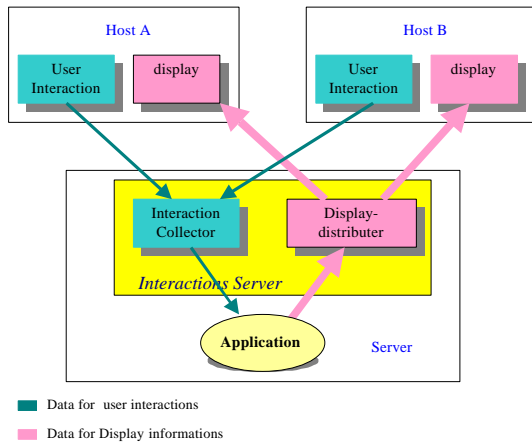 Host A
Host B
User
Interaction
display
User
Interaction
display
Interaction
Collector
Display-
distributer
Interactions Server
Application
Server
Data for user interactions
Data for Display informations